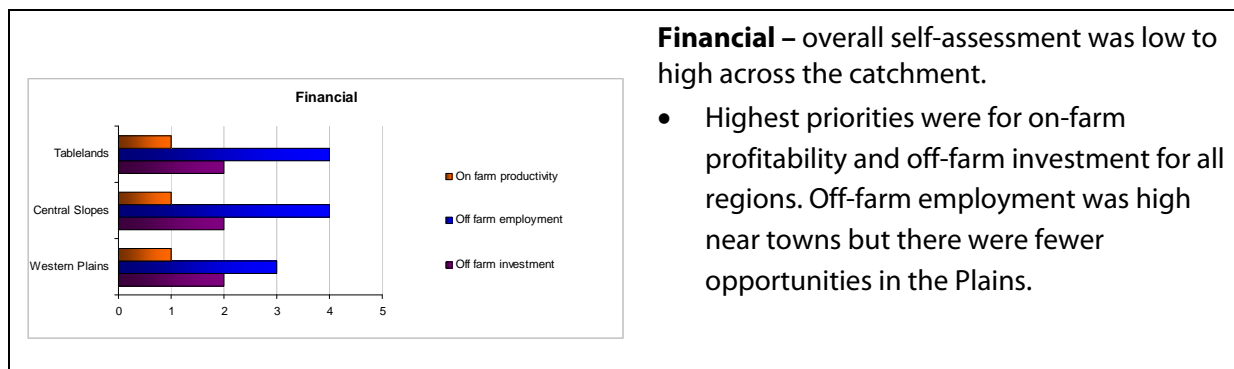 Financial
Tablelands
Central Slopes
Western Plains
0 1 2 3 4 5
On farm productivity
Off farm employment
Off farm investment
Financial – overall self-assessment was low to
high across the catchment.
• Highest priorities were for on-farm
profitability and off-farm investment for all
regions. Off-farm employment was high
near towns but there were fewer
opportunities in the Plains.